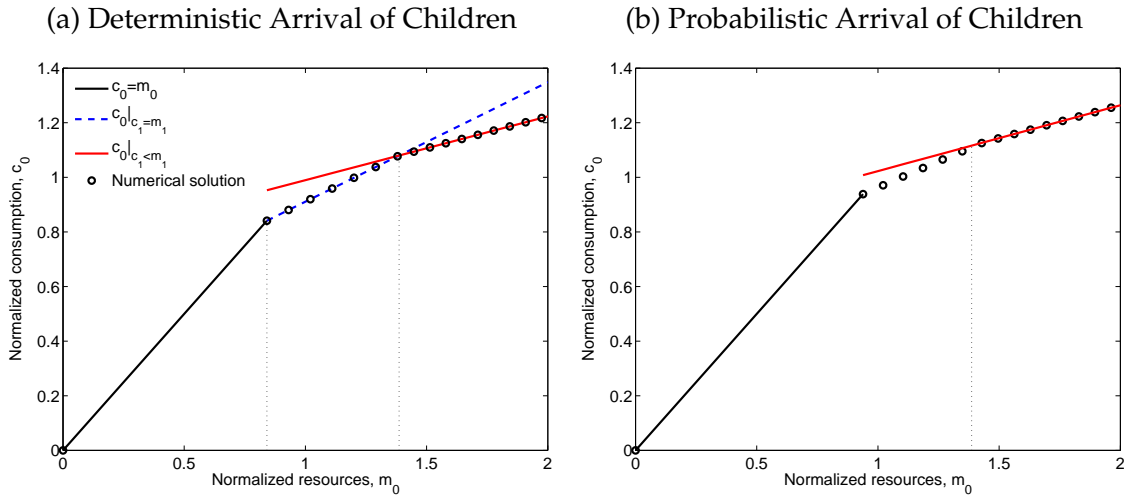 (a) Deterministic Arrival of Children
(b) Probabilistic Arrival of Children
1.4
1.2
1
0.8
0.6
0.4
0.2
0
Normalized consumption, c₀
c₀=m₀
c₀|c₁=m₁
c₀|c₁<m₁
Numerical solution
0 0.5 1 1.5 2
Normalized resources, m₀
1.4
1.2
1
0.8
0.6
0.4
0.2
0
Normalized consumption, c₀
0 0.5 1 1.5 2
Normalized resources, m₀